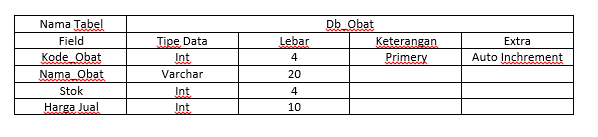 Nama Tabel Db_Obat
Field Tipe Data Lebar Keterangan Extra
Kode_Obat Int 4 Primery Auto Inchrement
Nama_Obat Varchar 20
Stok Int 4
Harga Jual Int 10